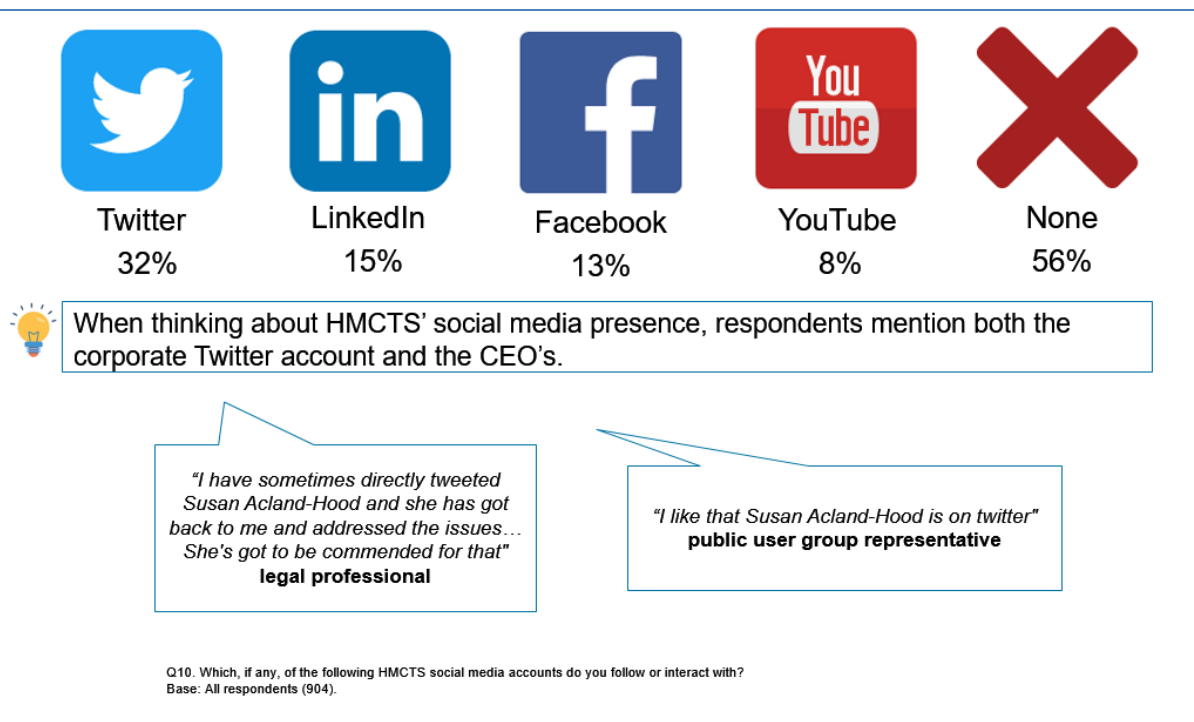 in
f
You
Tube
Twitter
LinkedIn
Facebook
YouTube
None
32%
15%
13%
8%
56%
When thinking about HMCTS’ social media presence, respondents mention both the
corporate Twitter account and the CEO’s.
“I have sometimes directly tweeted
Susan Acland-Hood and she has got
back to me and addressed the issues…
She's got to be commended for that"
legal professional
“I like that Susan Acland-Hood is on twitter"
public user group representative
Q10. Which, if any, of the following HMCTS social media accounts do you follow or interact with?
Base: All respondents (904).